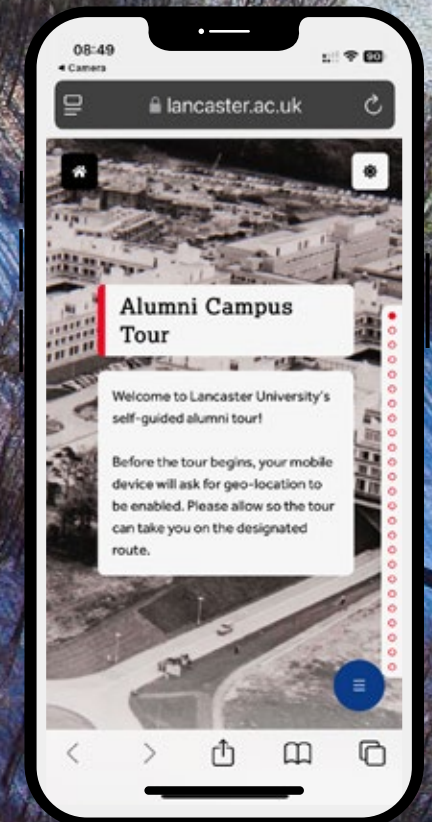 08:49
◀ Camera
90
lancaster.ac.uk
Alumni Campus
Tour
Welcome to Lancaster University's
self-guided alumni tour!
Before the tour begins, your mobile
device will ask for geo-location to
be enabled. Please allow so the tour
can take you on the designated
route.